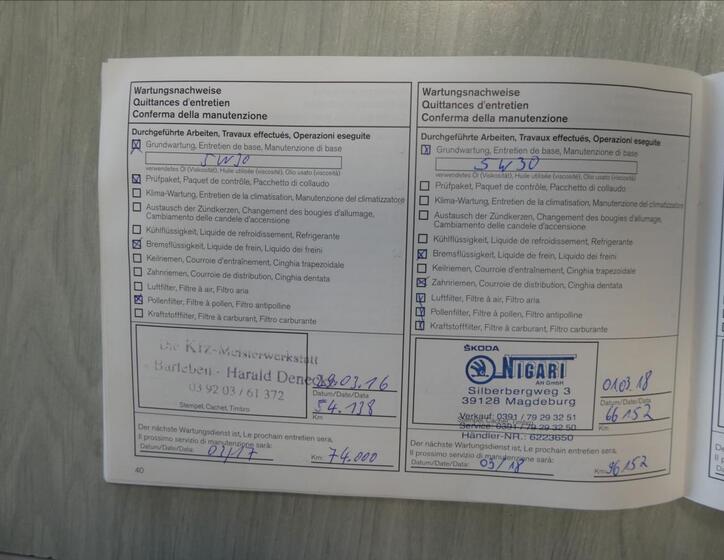 Wartungsnachweise
Quittances d'entretien
Conferma della manutenzione
Durchgeführte Arbeiten, Travaux effectués, Operazioni eseguite
Grundwartung, Entretien de base, Manutenzione di base
5W30
verwendetes Öl (Viskosität), Huile utilisée (viscosité), Olio usato (viscosità)
Prüfpaket, Paquet de contrôle, Pacchetto di collaudo
Klima-Wartung, Entretien de la climatisation, Manutenzione del climatizzatore
Austausch der Zündkerzen, Changement des bougies d'allumage,
Cambiamento delle candele d'accensione
Kühlflüssigkeit, Liquide de refroidissement, Refrigerante
Bremsflüssigkeit, Liquide de frein, Liquido dei freini
Keilriemen, Courroie d'entraînement, Cinghia trapezoidale
Zahnriemen, Courroie de distribution, Cinghia dentata
Luftfilter, Filtre à air, Filtro aria
Pollenfilter, Filtre à pollen, Filtro antipolline
Kraftstofffilter, Filtre à carburant, Filtro carburante
Die KfZ-Meisterwerkstatt
Barleben - Harald
03 92 03 / 61 372
Stempel, Cachet, Timbro
29.03.16
Datum/Date/Data
54.138
Km
Der nächste Wartungsdienst ist, Le prochain entretien sera,
Il prossimo servizio di manutenzione sarà:
Datum/Date/Data: 03/17 Km: 74.000
40
Wartungsnachweise
Quittances d'entretien
Conferma della manutenzione
Durchgeführte Arbeiten, Travaux effectués, Operazioni eseguite
Grundwartung, Entretien de base, Manutenzione di base
5W30
verwendetes Öl (Viskosität), Huile utilisée (viscosité), Olio usato (viscosità)
Prüfpaket, Paquet de contrôle, Pacchetto di collaudo
Klima-Wartung, Entretien de la climatisation, Manutenzione del climatizzatore
Austausch der Zündkerzen, Changement des bougies d'allumage,
Cambiamento delle candele d'accensione
Kühlflüssigkeit, Liquide de refroidissement, Refrigerante
Bremsflüssigkeit, Liquide de frein, Liquido dei freini
Keilriemen, Courroie d'entraînement, Cinghia trapezoidale
Zahnriemen, Courroie de distribution, Cinghia dentata
Luftfilter, Filtre à air, Filtro aria
Pollenfilter, Filtre à pollen, Filtro antipolline
Kraftstofffilter, Filtre à carburant, Filtro carburante
ŠKODA
NIGARI
AH GmbH
Silberbergweg 3
39128 Magdeburg
Verkauf: 0391 / 79 29 32 51
Service: 0391 / 79 29 32 50
Händler-NR.: 6223650
01.03.18
Datum/Date/Data
66152
Km
Der nächste Wartungsdienst ist, Le prochain entretien sera,
Il prossimo servizio di manutenzione sarà:
Datum/Date/Data: Km: 96152